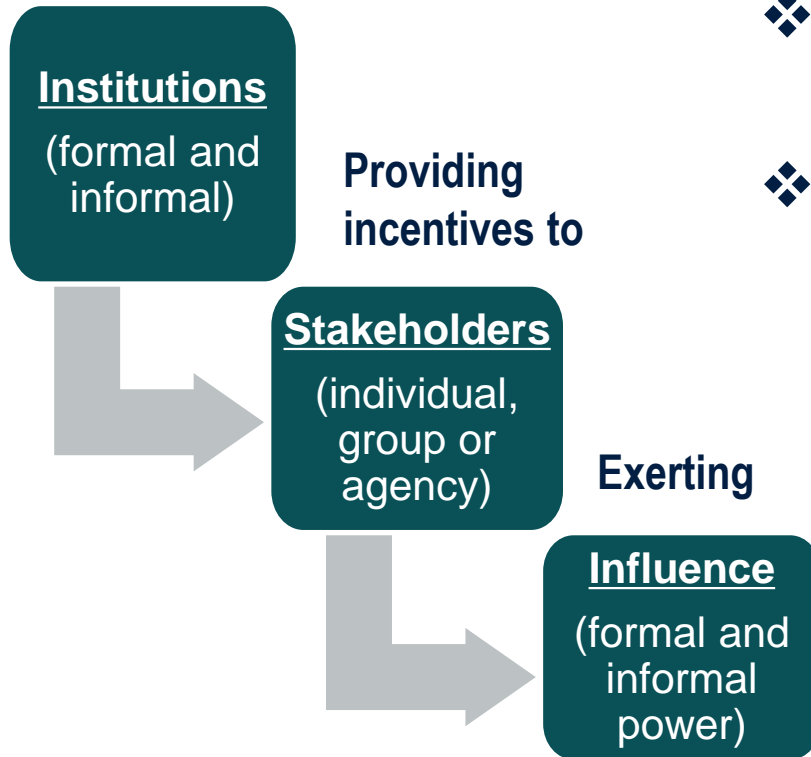 Institutions
(formal and
informal)
Providing
incentives to
Stakeholders
(individual,
group or
agency)
Exerting
Influence
(formal and
informal
power)